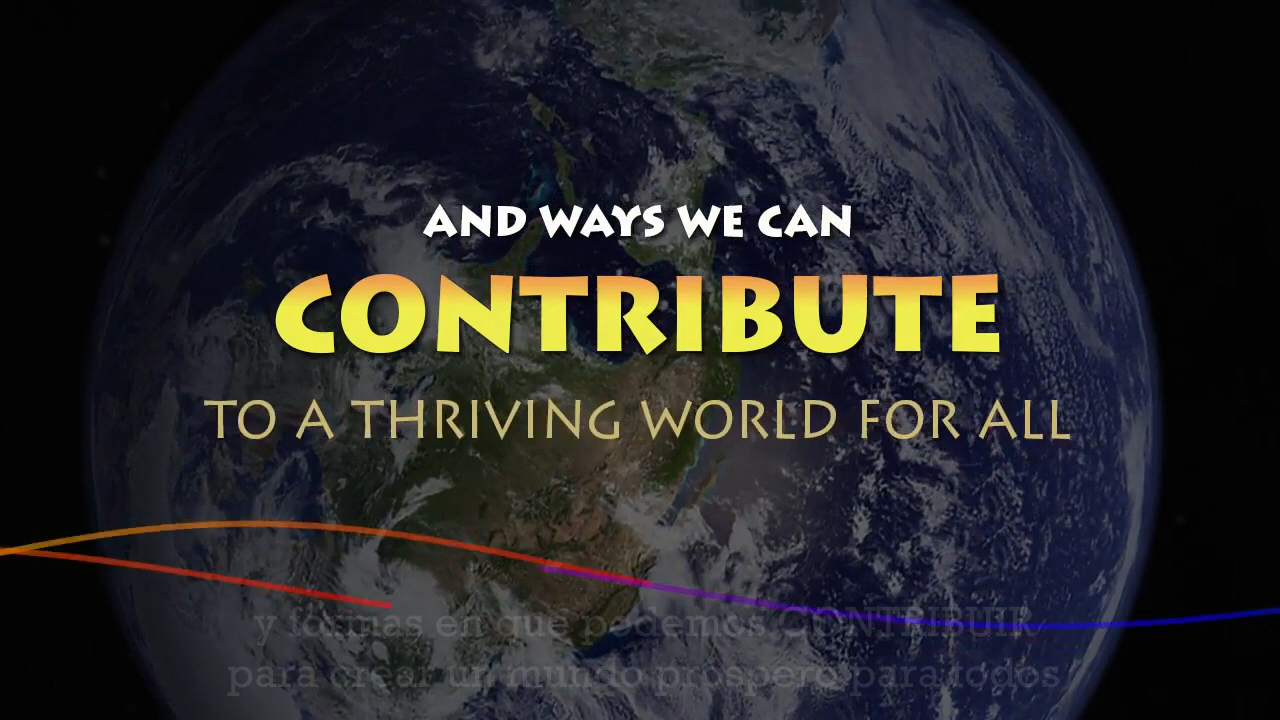 AND WAYS WE CAN
CONTRIBUTE
TO A THRIVING WORLD FOR ALL
y formas en que podemos CONTRIBUIR
para crear un mundo prospero para todos